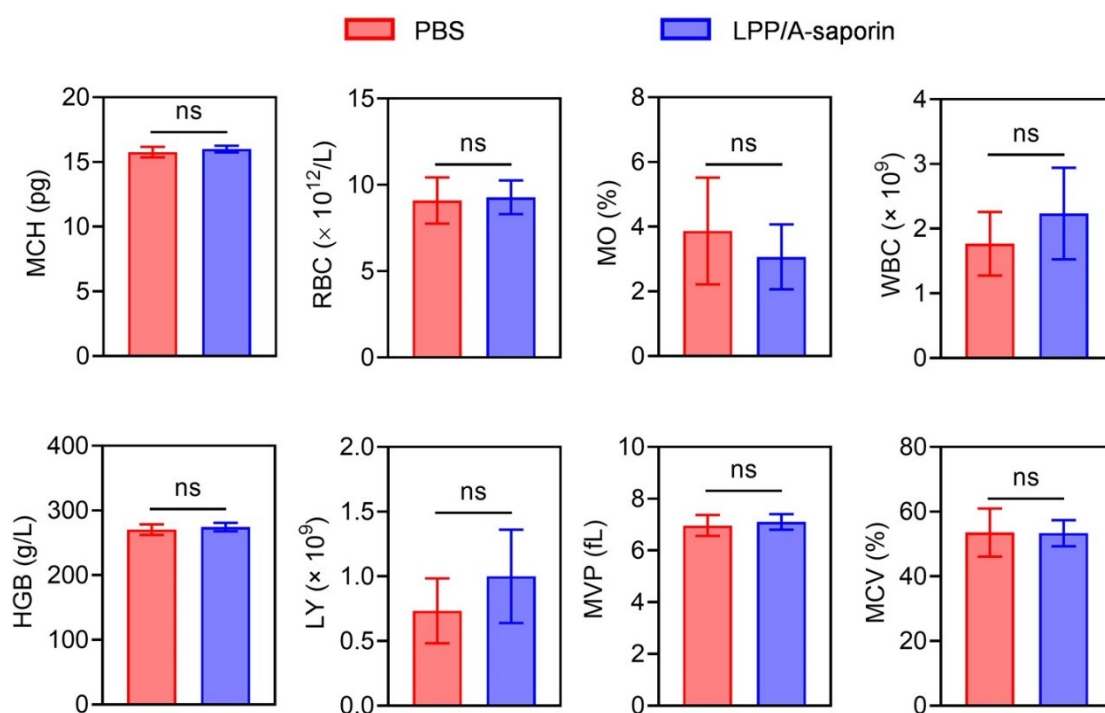 PBS
LPP/A-saporin
MCH (pg)
20
15
10
5
0
ns
RBC (× 10¹²/L)
15
10
5
0
ns
MO (%)
8
6
4
2
0
ns
WBC (× 10⁹)
4
3
2
1
0
ns
HGB (g/L)
400
300
200
100
0
ns
LY (× 10⁹)
2.0
1.5
1.0
0.5
0.0
ns
MVP (fL)
10
8
6
4
2
0
ns
MCV (%)
80
60
40
20
0
ns